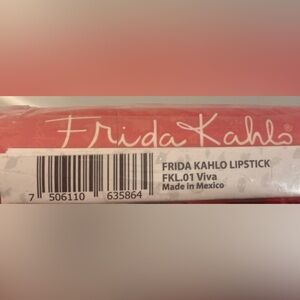 Frida Kahlo®
FRIDA KAHLO LIPSTICK
FKL.01 Viva
Made in Mexico
7 506110 635864